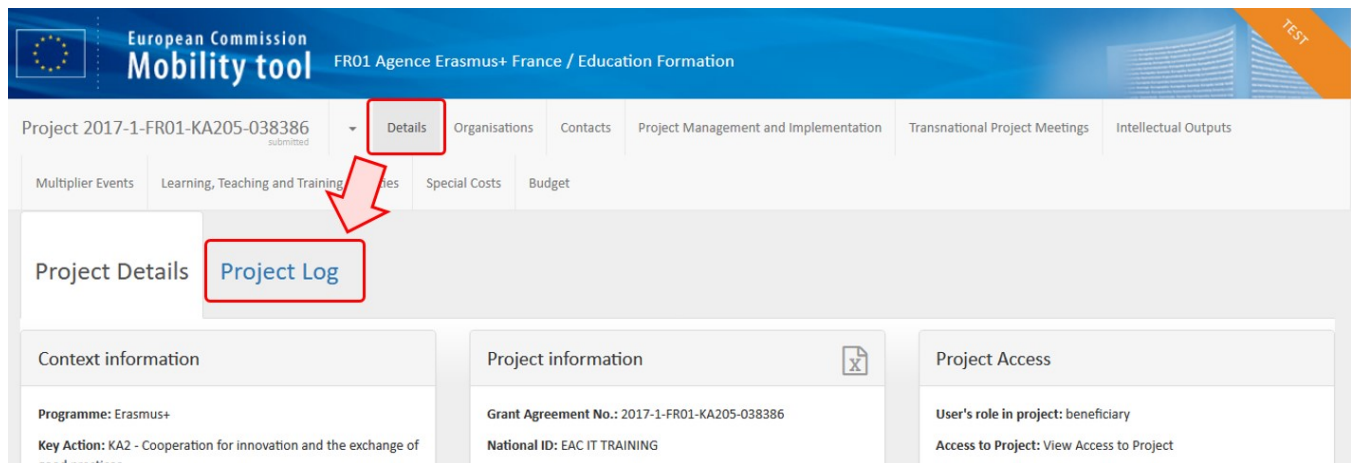 European Commission
Mobility tool
FR01 Agence Erasmus+ France / Education Formation
TEST
Project 2017-1-FR01-KA205-038386
submitted
Details
Organisations
Contacts
Project Management and Implementation
Transnational Project Meetings
Intellectual Outputs
Multiplier Events
Learning, Teaching and Training
ies
Special Costs
Budget
Project Details
Project Log
Context information
Programme: Erasmus+
Key Action: KA2 - Cooperation for innovation and the exchange of
Project information
Grant Agreement No.: 2017-1-FR01-KA205-038386
National ID: EAC IT TRAINING
Project Access
User's role in project: beneficiary
Access to Project: View Access to Project